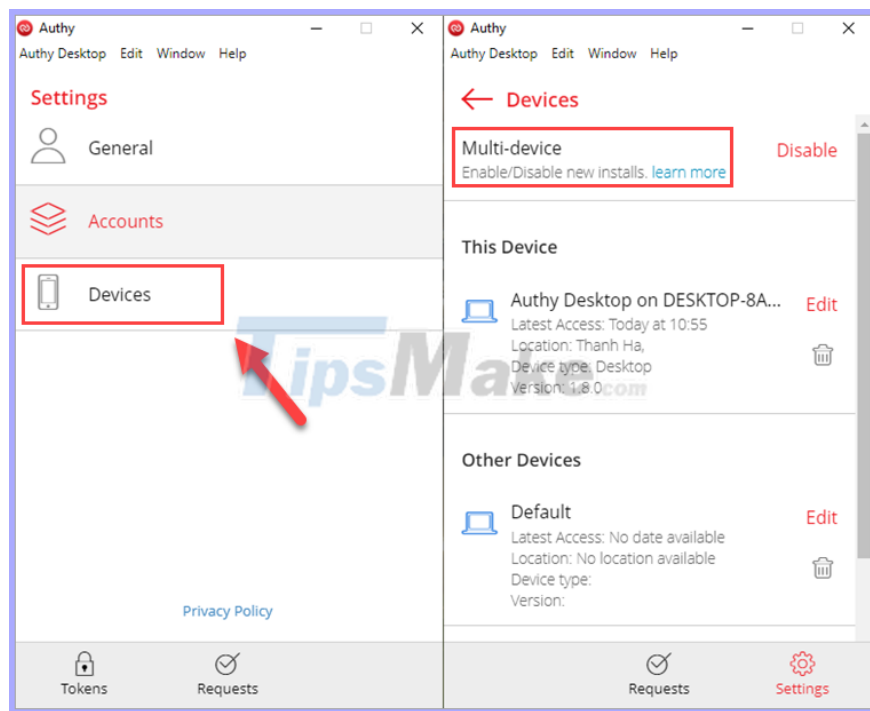 Authy
Authy Desktop Edit Window Help
Settings
General
Accounts
Devices
Privacy Policy
Tokens
Requests
Authy
Authy Desktop Edit Window Help
Devices
Multi-device
Disable
Enable/Disable new installs. learn more
This Device
Authy Desktop on DESKTOP-8A...
Edit
Latest Access: Today at 10:55
Location: Thanh Ha,
Device type: Desktop
Version: 1.8.0
Other Devices
Default
Edit
Latest Access: No date available
Location: No location available
Device type:
Version:
Requests
Settings
TipsMake.com